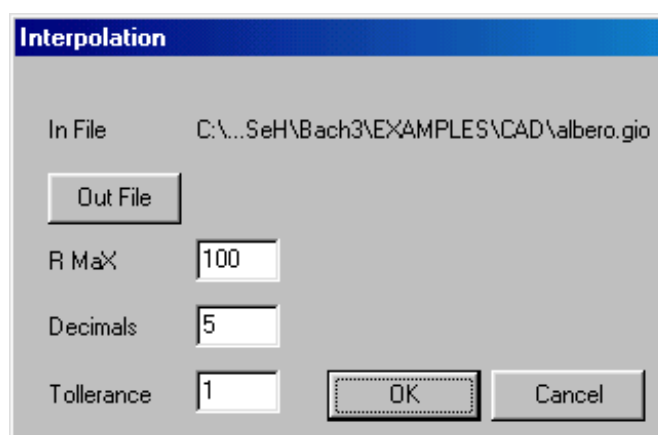 Interpolation
In File C:\...SeH\Bach3\EXAMPLES\CAD\albero.gio
Out File
R MaX 100
Decimals 5
Tollerance 1 OK Cancel